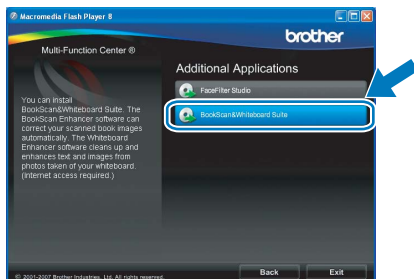 Macromedia Flash Player 8
brother
Multi-Function Center ®
Additional Applications
FaceFilter Studio
BookScan&Whiteboard Suite
You can install
BookScan&Whiteboard Suite. The
BookScan Enhancer software can
correct your scanned book images
automatically. The Whiteboard
Enhancer software cleans up and
enhances text and images from
photos taken of your whiteboard.
(Internet access required.)
© 2001-2007 Brother Industries, Ltd. All rights reserved.
Back
Exit